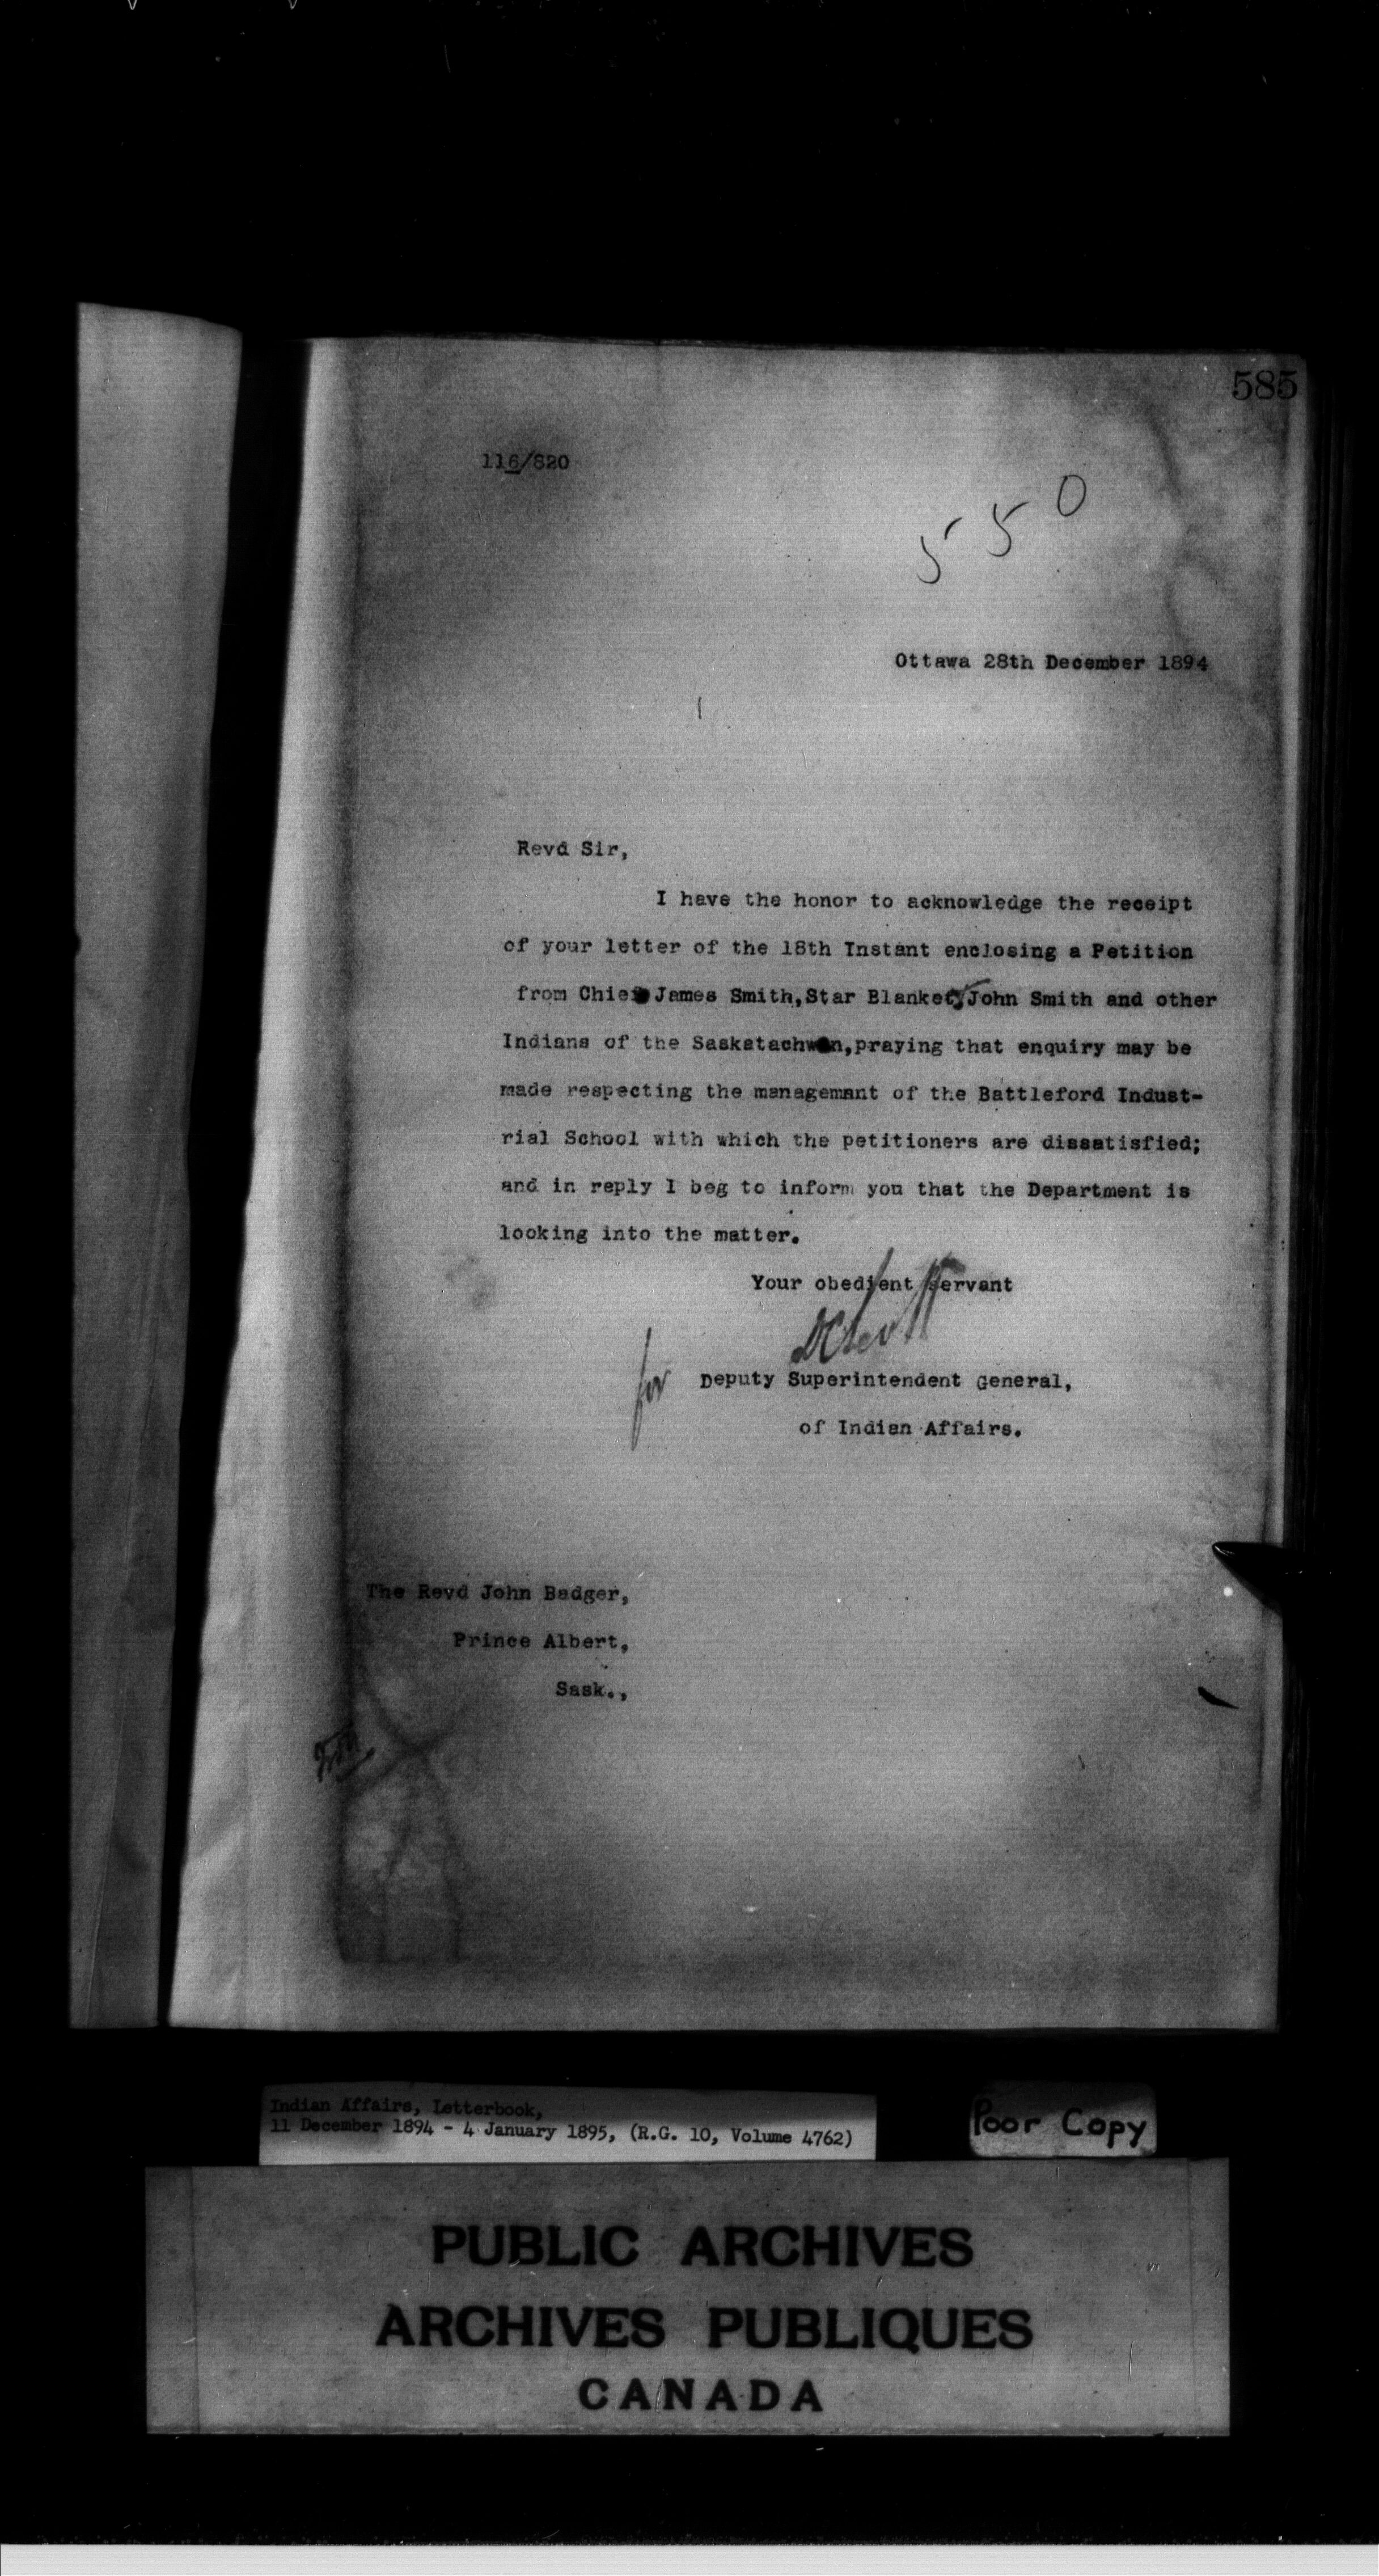 585
116/820
550
Ottawa 28th December 1894
Revd Sir,
I have the honor to acknowledge the receipt
of your letter of the 18th Instant enclosing a Petition
from Chief James Smith, Star Blanket, John Smith and other
Indians of the Saskatachwan, praying that enquiry may be
made respecting the managemant of the Battleford Indust-
rial School with which the petitioners are dissatisfied;
and in reply I beg to inform you that the Department is
looking into the matter.
Your obedient servant
DCScott
for Deputy Superintendent General,
of Indian Affairs.
The Revd John Badger,
Prince Albert,
Sask.,
Indian Affairs, Letterbook,
11 December 1894 - 4 January 1895, (R.G. 10, Volume 4762)
Poor Copy
PUBLIC ARCHIVES
ARCHIVES PUBLIQUES
CANADA